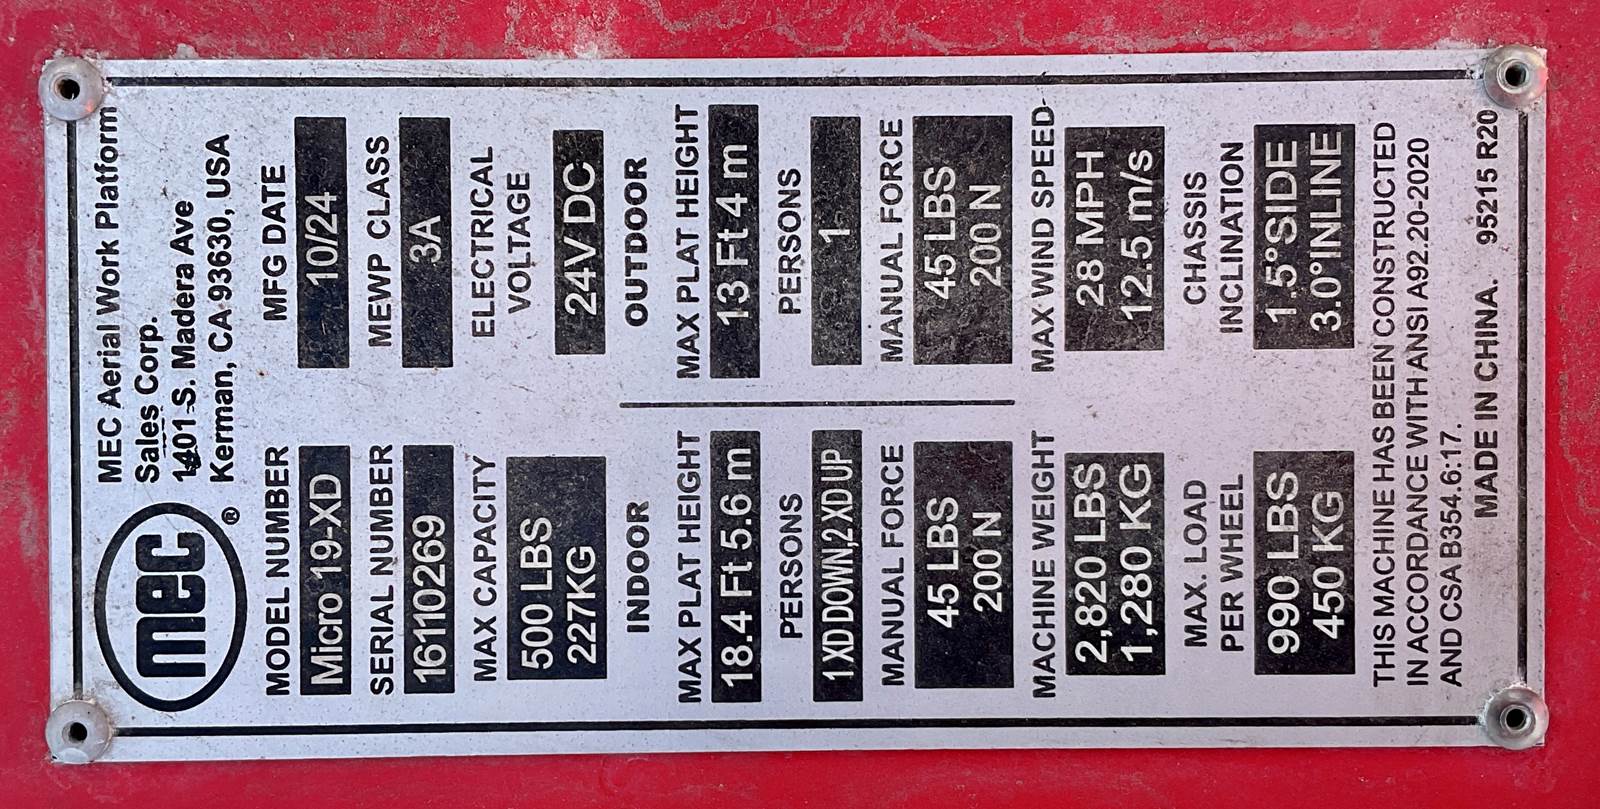 mec®
MEC Aerial Work Platform
Sales Corp.
1401 S. Madera Ave
Kerman, CA 93630, USA
MODEL NUMBER
Micro 19-XD
MFG DATE
10/24
SERIAL NUMBER
16110269
MEWP CLASS
3A
MAX CAPACITY
500 LBS
227KG
ELECTRICAL
VOLTAGE
24V DC
INDOOR
MAX PLAT HEIGHT
18.4 Ft 5.6 m
PERSONS
1 XD DOWN,2 XD UP
MANUAL FORCE
45 LBS
200 N
OUTDOOR
MAX PLAT HEIGHT
13 Ft 4 m
PERSONS
1
MANUAL FORCE
45 LBS
200 N
MACHINE WEIGHT
2,820 LBS
1,280 KG
MAX WIND SPEED
28 MPH
12.5 m/s
MAX. LOAD
PER WHEEL
990 LBS
450 KG
CHASSIS
INCLINATION
1.5°SIDE
3.0°INLINE
THIS MACHINE HAS BEEN CONSTRUCTED
IN ACCORDANCE WITH ANSI A92.20-2020
AND CSA B354.6:17.
MADE IN CHINA. 95215 R20